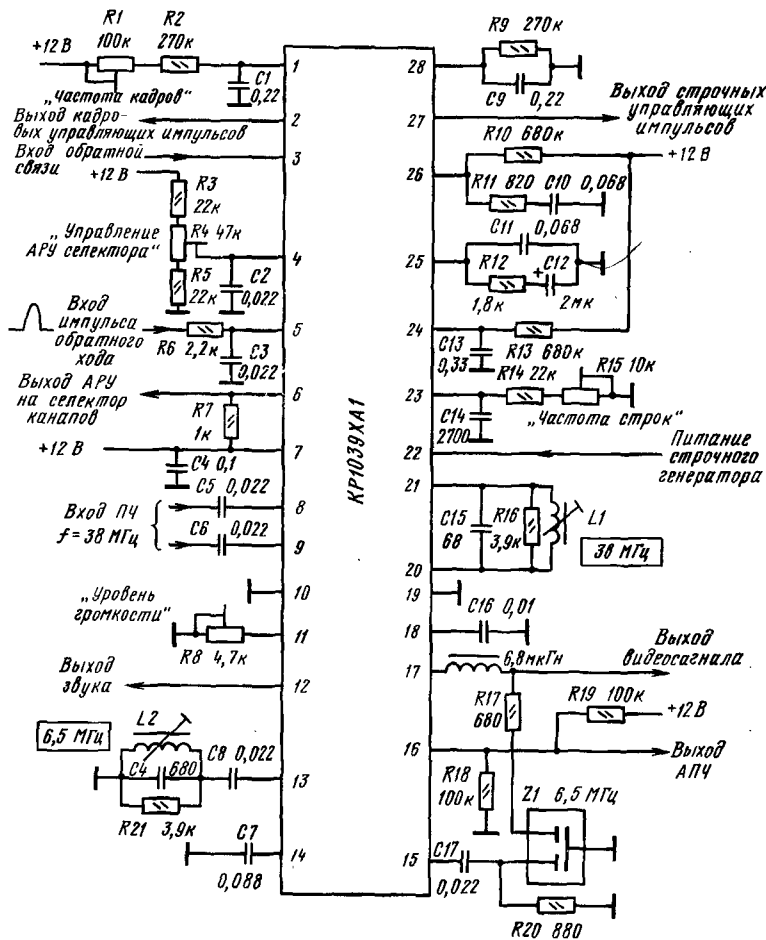 R1
100к
R2
270к
+12 В
C1
0,22
„Частота кадров"
1
Выход кадро-
вых управляющих импульсов
2
Вход обратной
связи
3
+12 В
R3
22к
„Управление
АРУ селектора"
R4 47к
4
R5
22к
C2
0,022
Вход
импульса
обратного
хода
5
R6 2,2к
C3
0,022
Выход АРУ
на селектор
канапов
6
R7
1к
+12 В
7
C4 0,1
C5 0,022
Вход ПЧ
f = 38 МГц
8
C6
0,022
9
10
„Уровень
громкости"
11
R8 4,7к
Выход
звука
12
L2
6,5 МГц
C4 680
C8 0,022
13
R21 3,9к
C7
0,088
14
КР1039ХА1
R9 270к
28
C9 0,22
Выход строчных
управляющих
импульсов
27
R10 680к
+12 В
26
R11 820
C10 0,068
C11
0,068
25
R12
1,8к
+
C12
2мк
24
C13
0,33
R13 680к
R14 22к
R15 10к
23
„Частота строк"
C14
2700
22
Питание
строчного
генератора
21
C15
68
R16
3,9к
L1
38 МГц
20
19
C16 0,01
18
17
6,8мкГн
Выход
видеосагнала
R17
680
R19 100к
+12 В
16
Выход
АПЧ
R18
100к
Z1 6,5 МГц
15
C17
0,022
R20 880